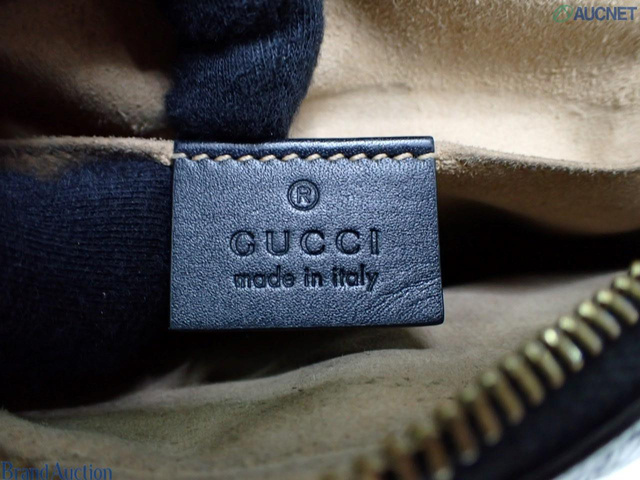 AUCNET
®
GUCCI
made in italy
Brand Auction